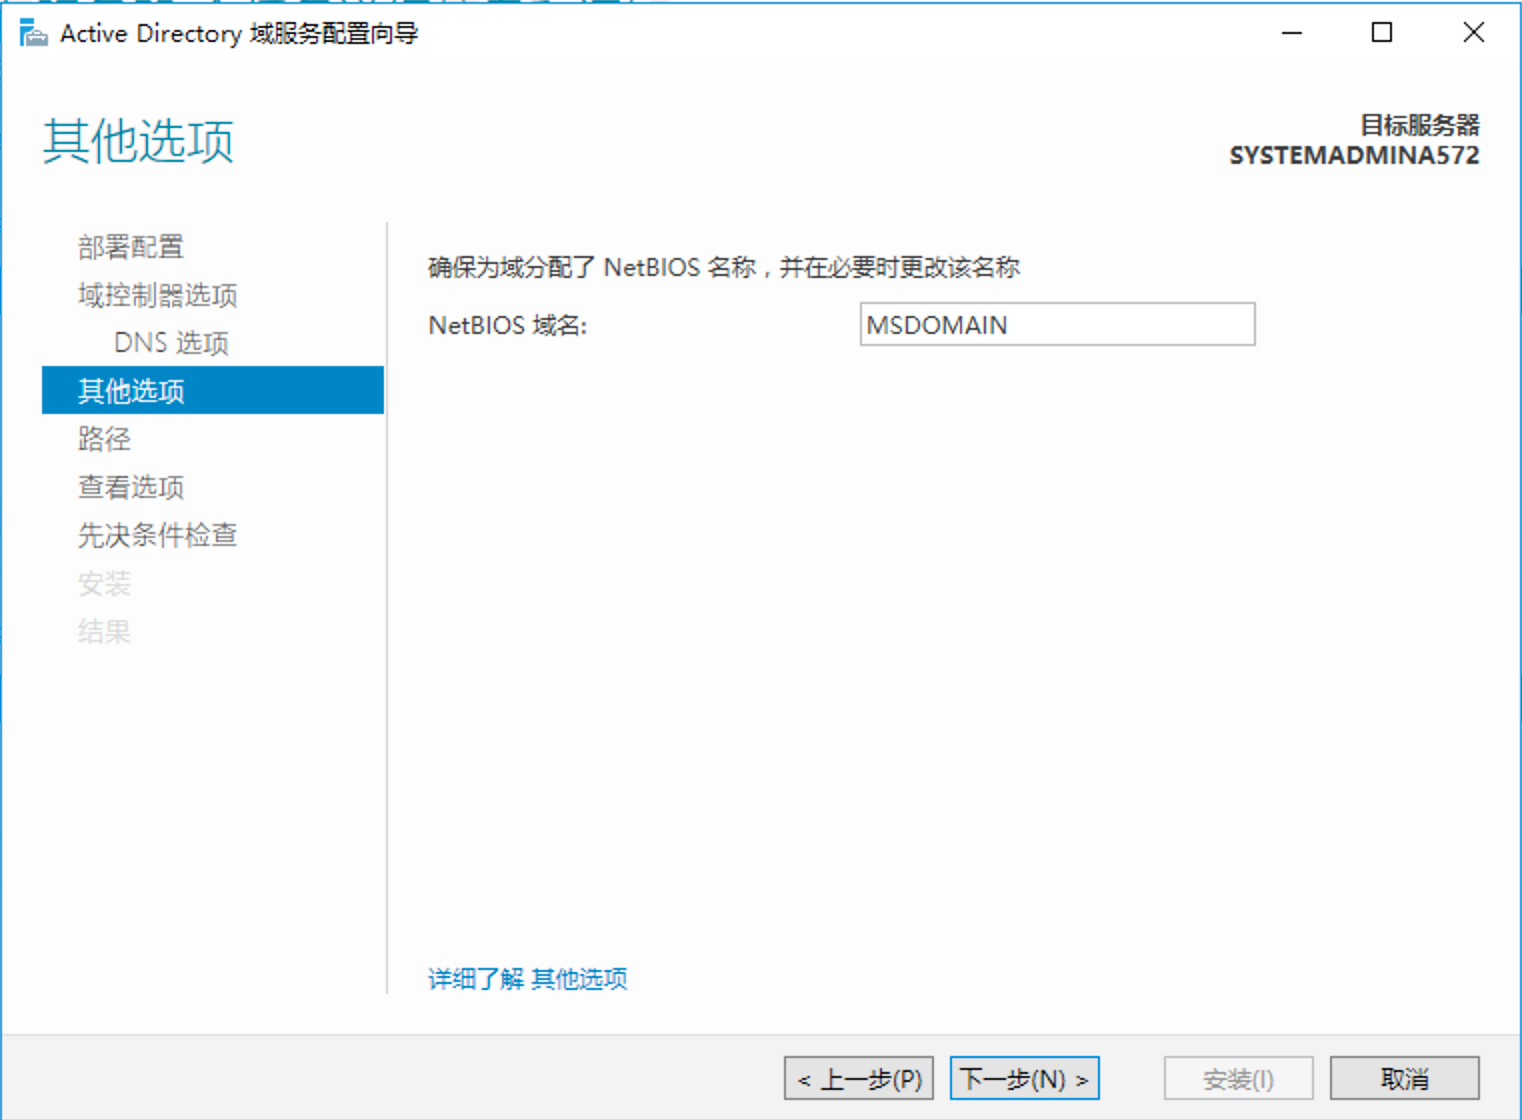 Active Directory 域服务配置向导
其他选项
目标服务器
SYSTEMADMINA572
部署配置
域控制器选项
DNS 选项
其他选项
路径
查看选项
先决条件检查
安装
结果
确保为域分配了 NetBIOS 名称，并在必要时更改该名称
NetBIOS 域名:
MSDOMAIN
详细了解 其他选项
< 上一步(P)
下一步(N) >
安装(I)
取消